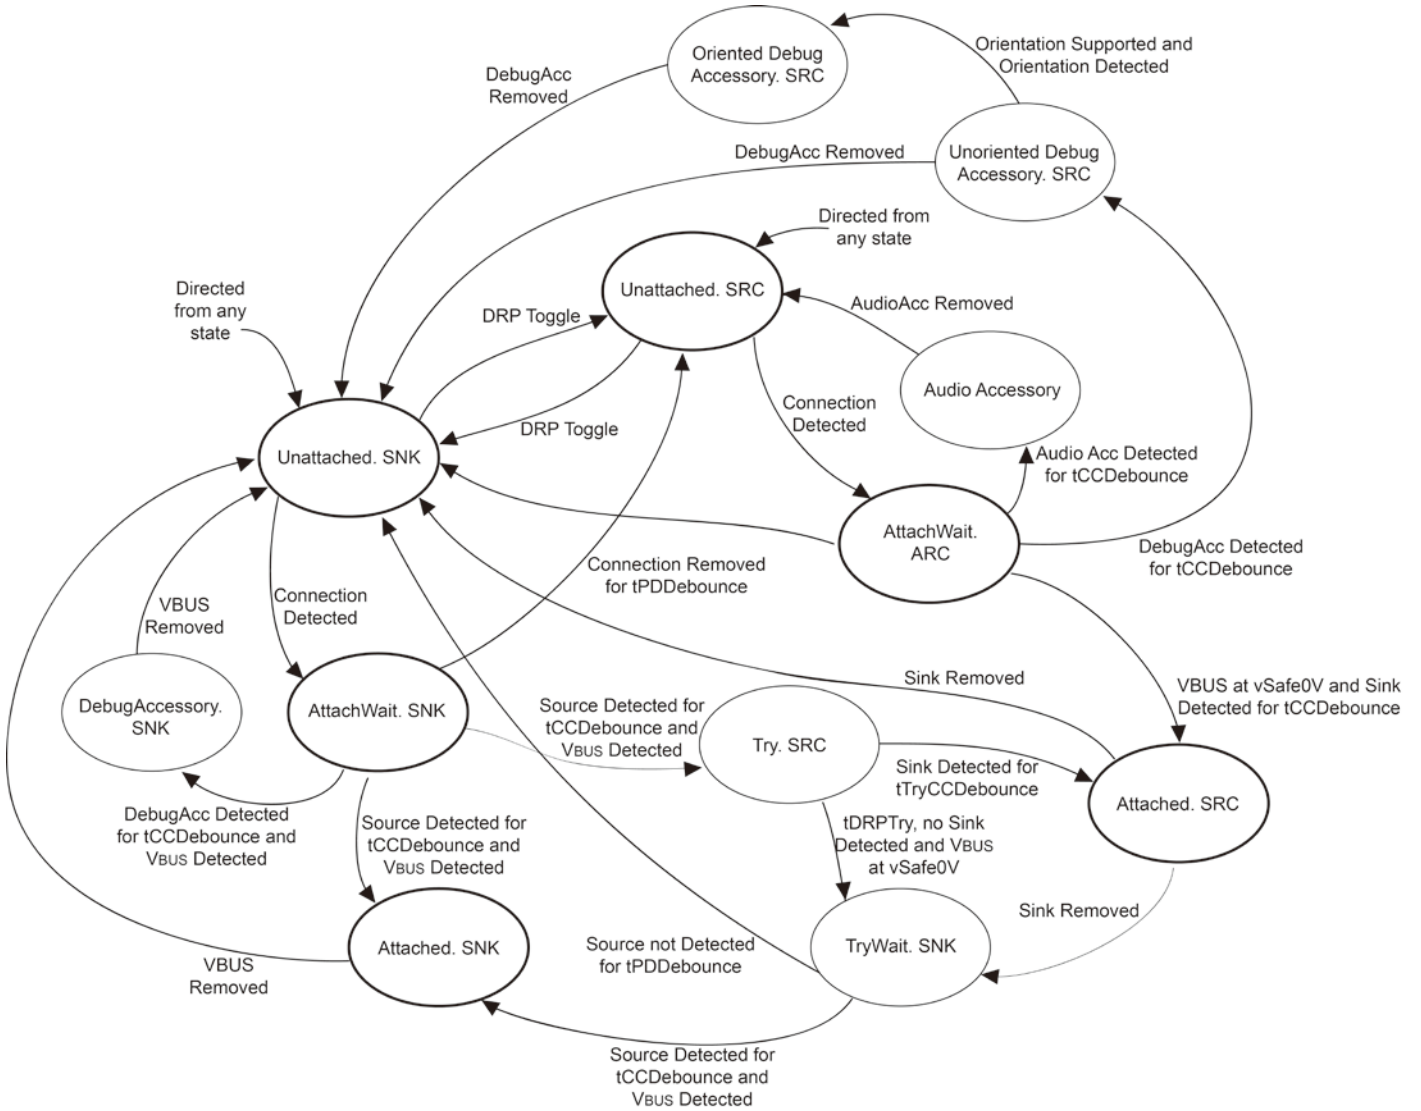 Oriented Debug
Accessory. SRC
Orientation Supported and
Orientation Detected
DebugAcc
Removed
DebugAcc Removed
Unoriented Debug
Accessory. SRC
Directed from
any state
Unattached. SRC
Directed
from any
state
DRP Toggle
AudioAcc Removed
Audio Accessory
Connection
Detected
DRP Toggle
Unattached. SNK
Audio Acc Detected
for tCCDebounce
AttachWait.
ARC
DebugAcc Detected
for tCCDebounce
Connection Removed
for tPDDebounce
VBUS
Removed
Connection
Detected
Sink Removed
VBUS at vSafe0V and Sink
Detected for tCCDebounce
DebugAccessory.
SNK
AttachWait. SNK
Source Detected for
tCCDebounce and
VBUS Detected
Try. SRC
Sink Detected for
tTryCCDebounce
Attached. SRC
DebugAcc Detected
for tCCDebounce and
VBUS Detected
Source Detected for
tCCDebounce and
VBUS Detected
tDRPTry, no Sink
Detected and VBUS
at vSafe0V
Sink Removed
Attached. SNK
Source not Detected
for tPDDebounce
TryWait. SNK
VBUS
Removed
Source Detected for
tCCDebounce and
VBUS Detected